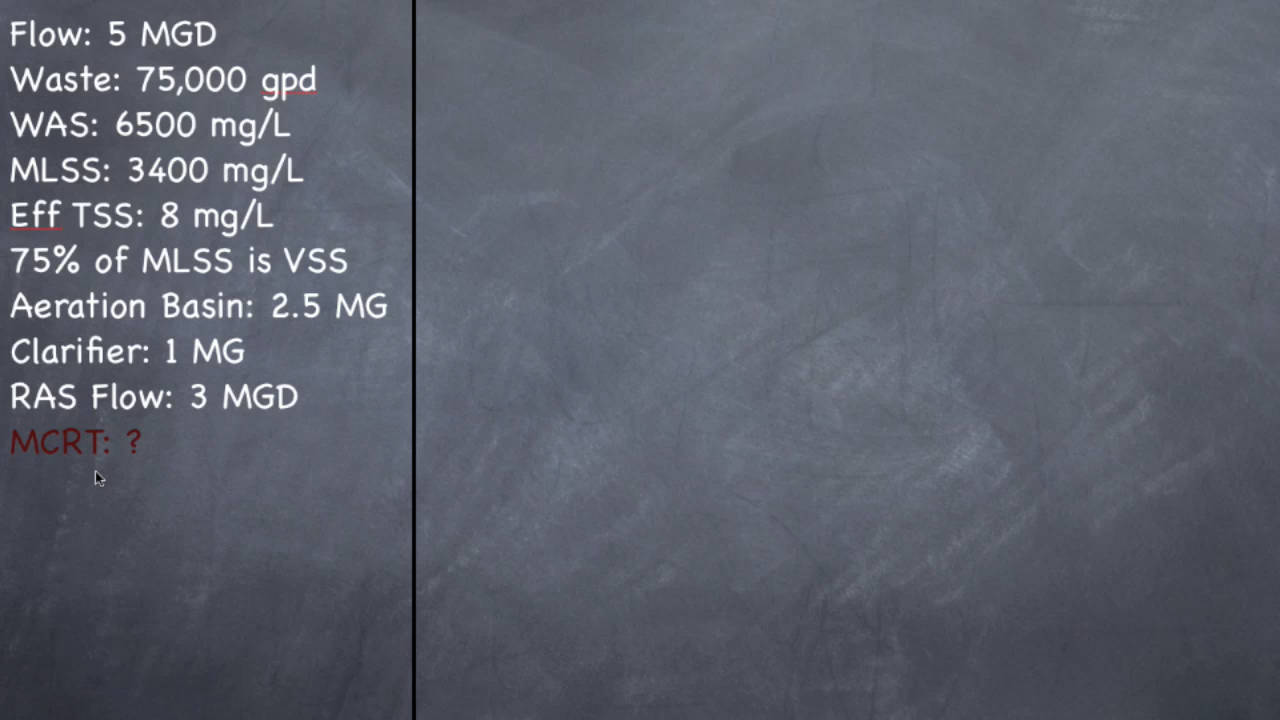 Flow: 5 MGD
Waste: 75,000 gpd
WAS: 6500 mg/L
MLSS: 3400 mg/L
Eff TSS: 8 mg/L
75% of MLSS is VSS
Aeration Basin: 2.5 MG
Clarifier: 1 MG
RAS Flow: 3 MGD
MCRT: ?